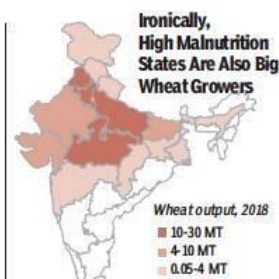 Ironically,
High Malnutrition
States Are Also Big
Wheat Growers
Wheat output, 2018
10-30 MT
4-10 MT
0.05-4 MT